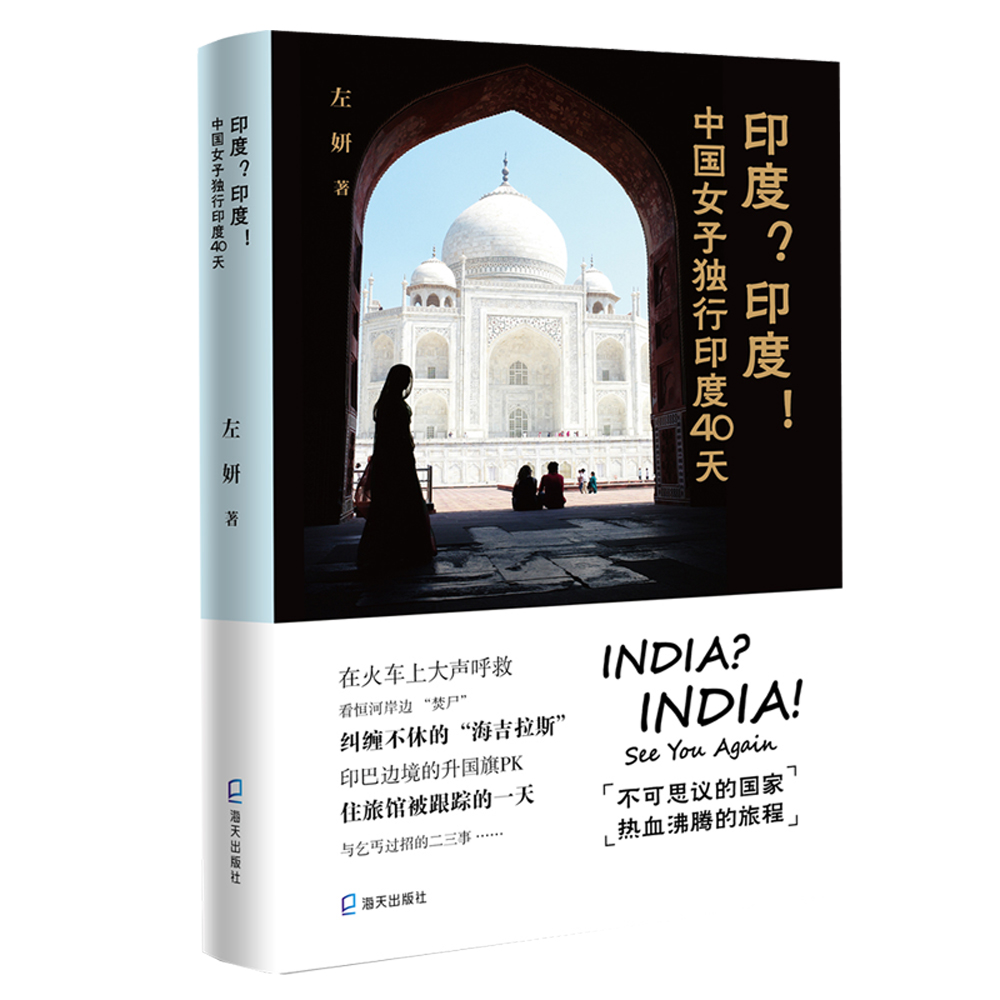 印度？印度！
中国女子独行印度40天
左妍 著
海天出版社
左妍 著
印度？印度！
中国女子独行印度40天
在火车上大声呼救
看恒河岸边“焚尸”
纠缠不休的“海吉拉斯”
印巴边境的升国旗PK
住旅馆被跟踪的一天
与乞丐过招的二三事……
海天出版社
INDIA?
INDIA!
See You Again
「不可思议的国家
热血沸腾的旅程」